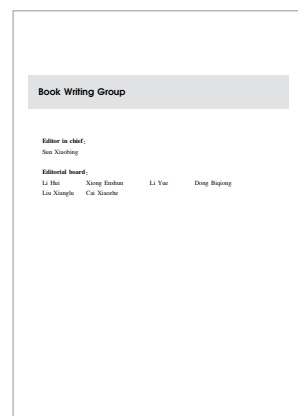 Book Writing Group
Editor in chief:
Sun Xiaobing
Editorial board:
Li Hui Xiong Enshun Li Yue Dong Biqiong
Liu Xianglu Cai Xiaozhe